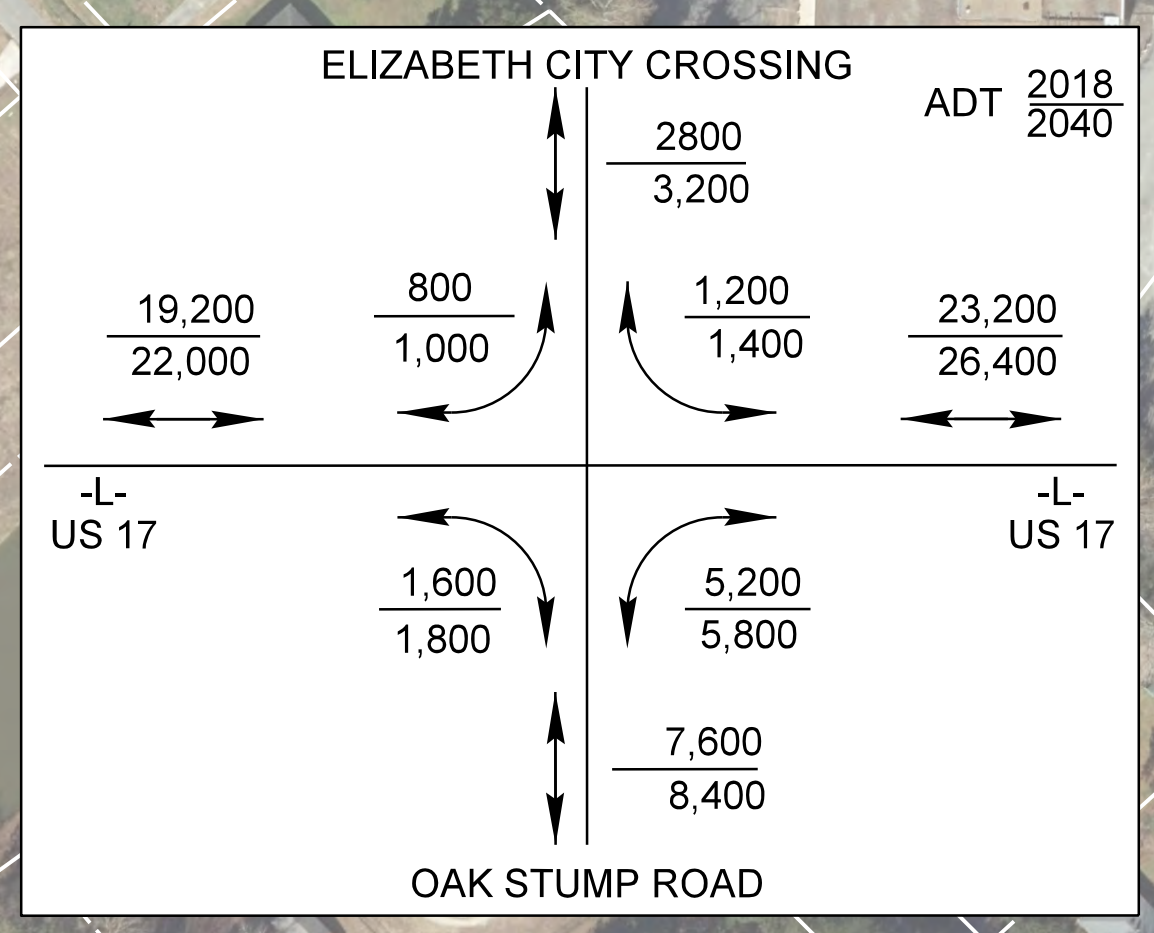 ELIZABETH CITY CROSSING
ADT 2018
2040
2800
3,200
19,200
22,000
800
1,000
1,200
1,400
23,200
26,400
-L-
US 17
-L-
US 17
1,600
1,800
5,200
5,800
7,600
8,400
OAK STUMP ROAD